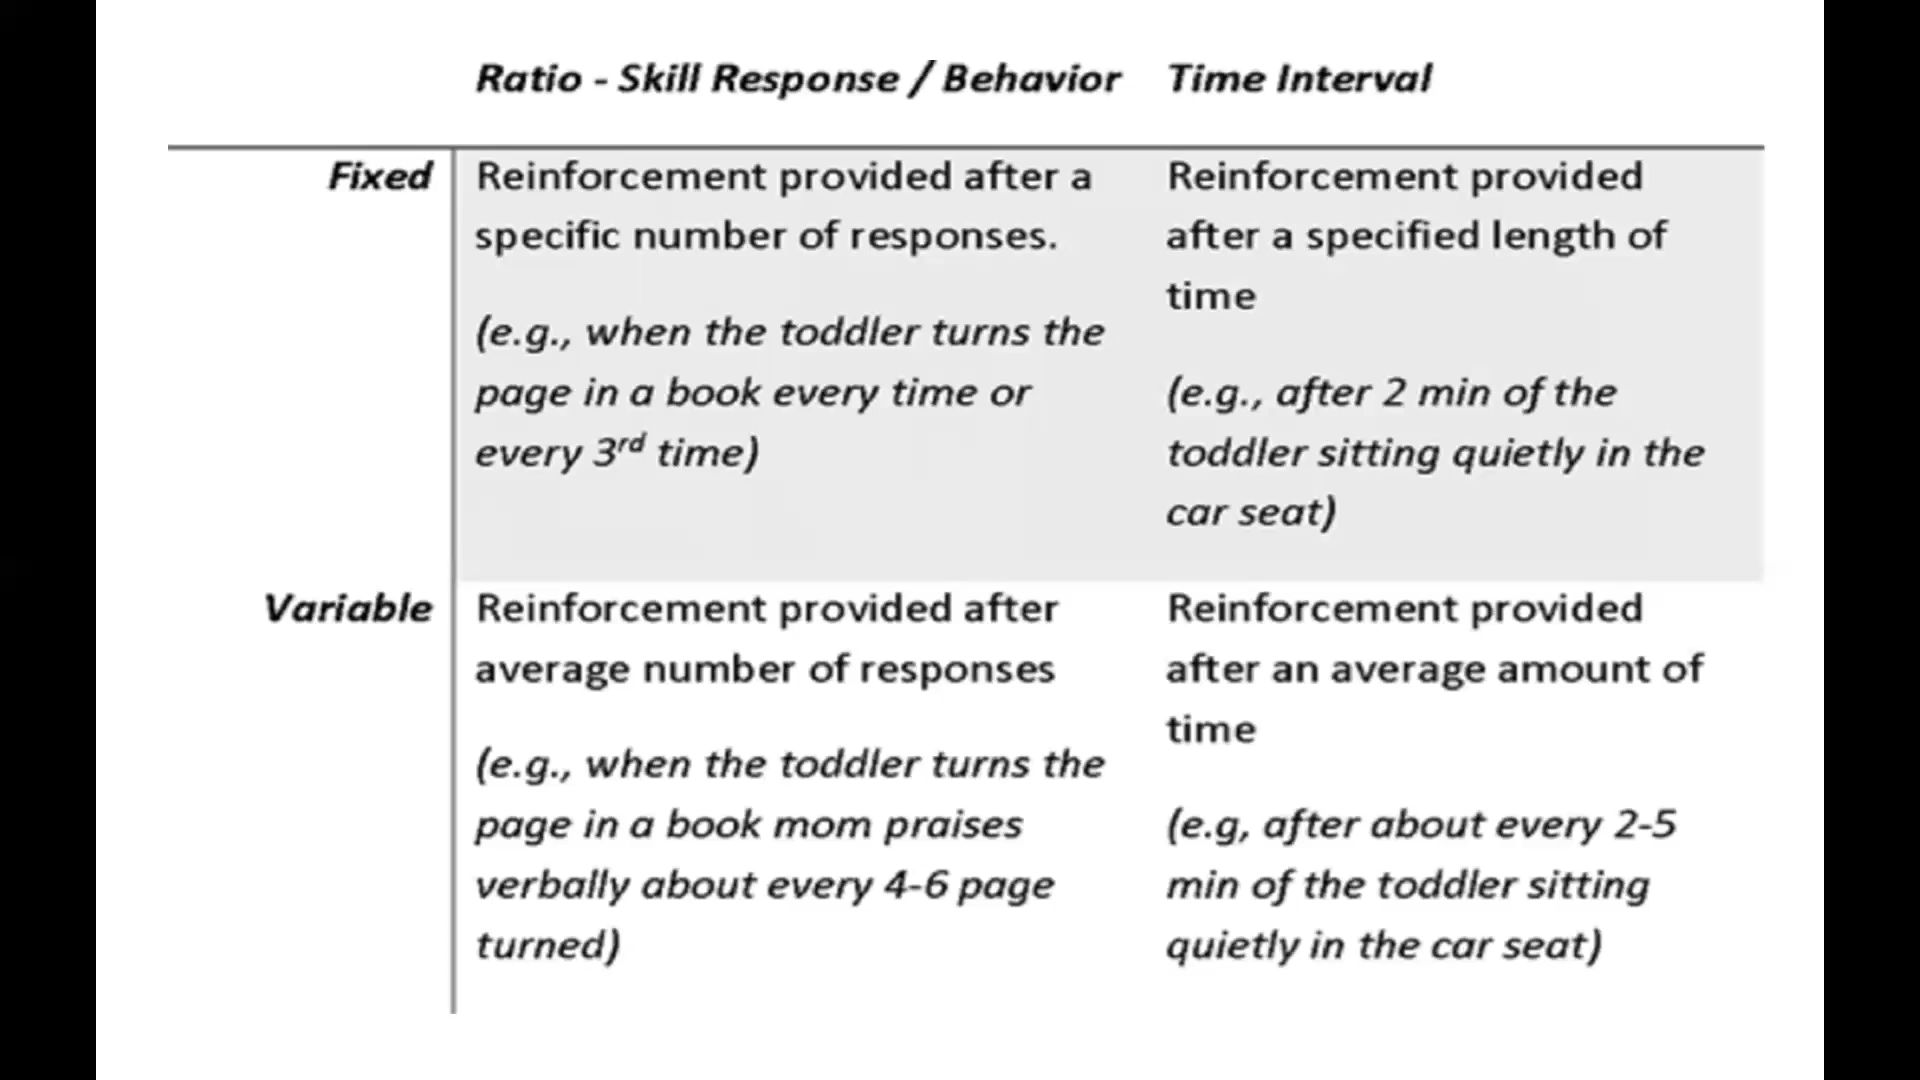 Ratio - Skill Response / Behavior
Time Interval
Fixed
Reinforcement provided after a
specific number of responses.
(e.g., when the toddler turns the
page in a book every time or
every 3rd time)
Reinforcement provided
after a specified length of
time
(e.g., after 2 min of the
toddler sitting quietly in the
car seat)
Variable
Reinforcement provided after
average number of responses
(e.g., when the toddler turns the
page in a book mom praises
verbally about every 4-6 page
turned)
Reinforcement provided
after an average amount of
time
(e.g, after about every 2-5
min of the toddler sitting
quietly in the car seat)